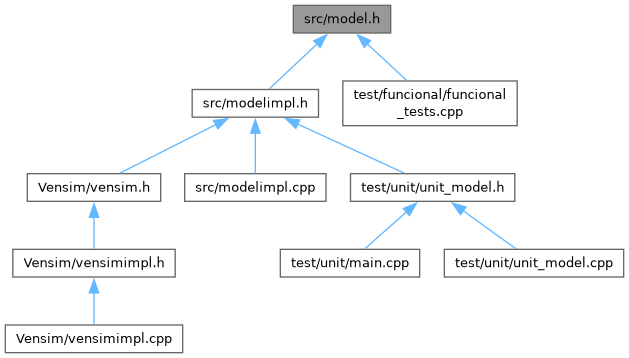 src/model.h
src/modelimpl.h
test/funcional/funcional
_tests.cpp
Vensim/vensim.h
src/modelimpl.cpp
test/unit/unit_model.h
Vensim/vensimimpl.h
test/unit/main.cpp
test/unit/unit_model.cpp
Vensim/vensimimpl.cpp